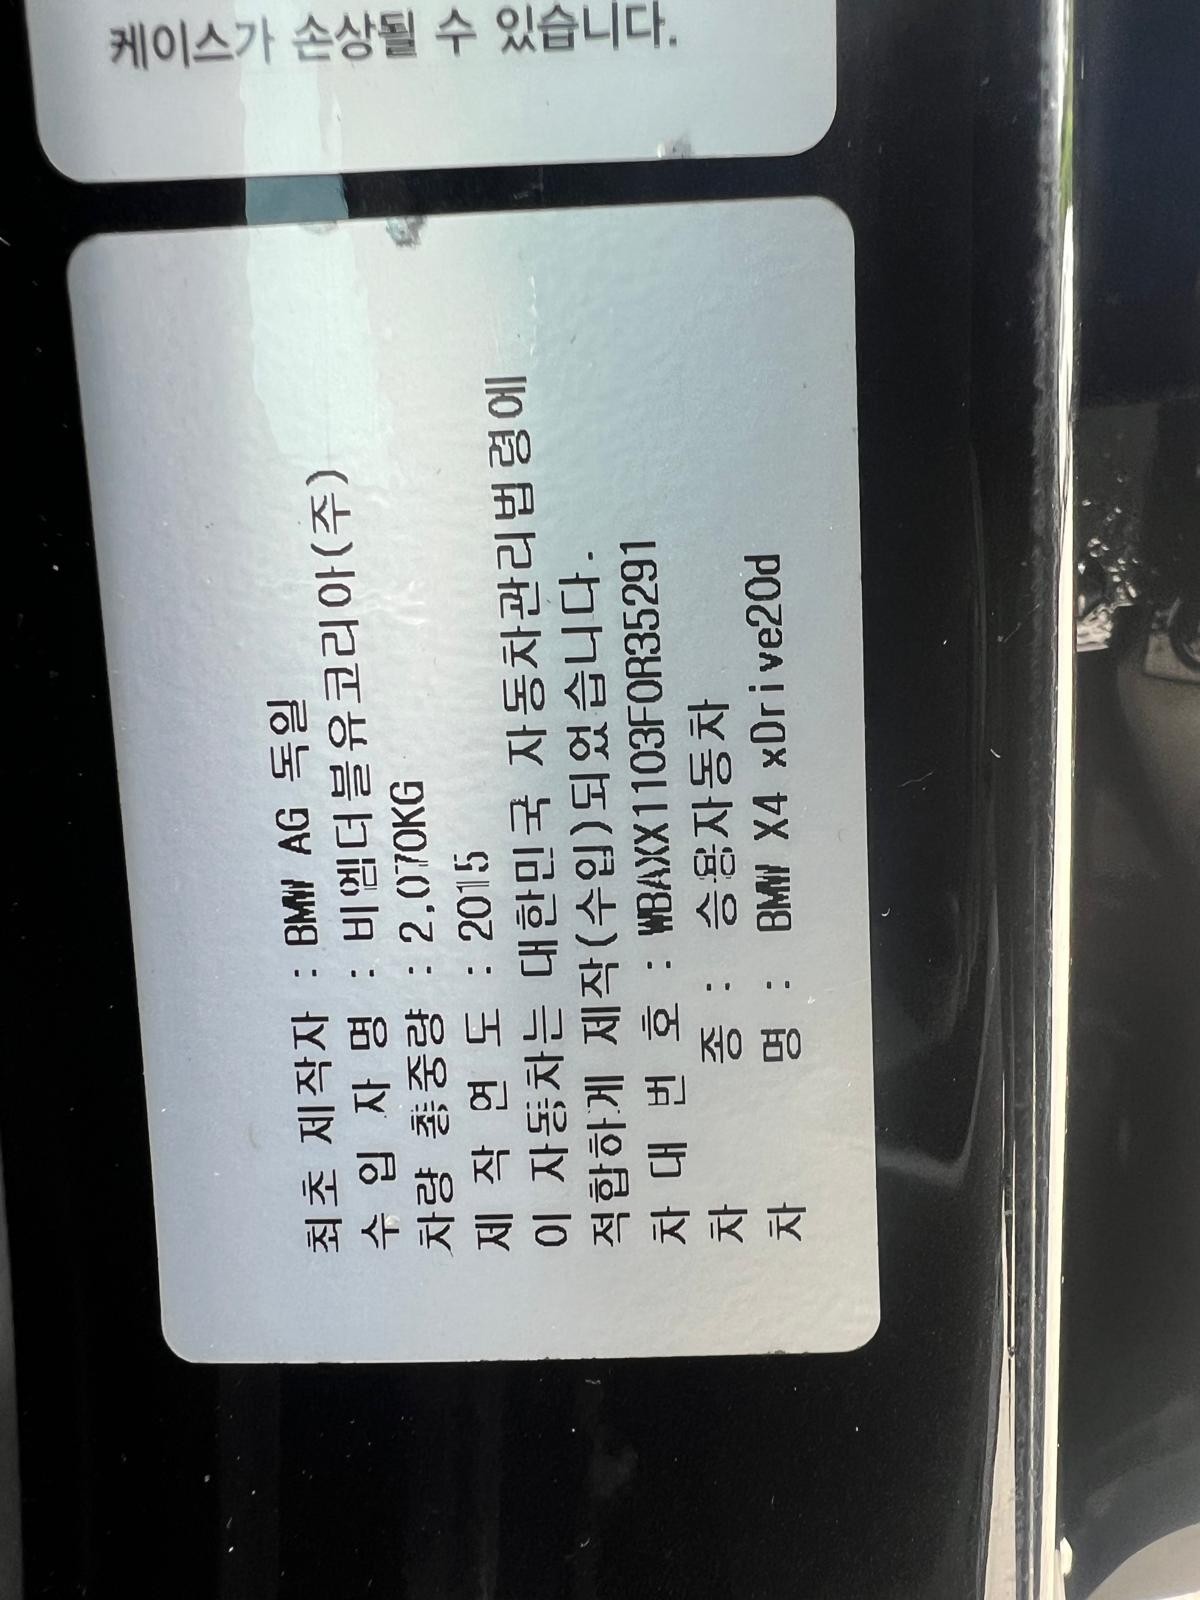 케이스가 손상될 수 있습니다.
최초 제작자 : BMW AG 독일
수 입 자 명 : 비엠더블유코리아(주)
차량 총중량 : 2,070KG
제 작 연 도 : 2015
이 자동차는 대한민국 자동차관리법령에
적합하게 제작(수입)되었습니다.
차 대 번 호 : WBAXX1103F0R35291
차 종 : 승용자동차
차 명 : BMW X4 xDrive20d